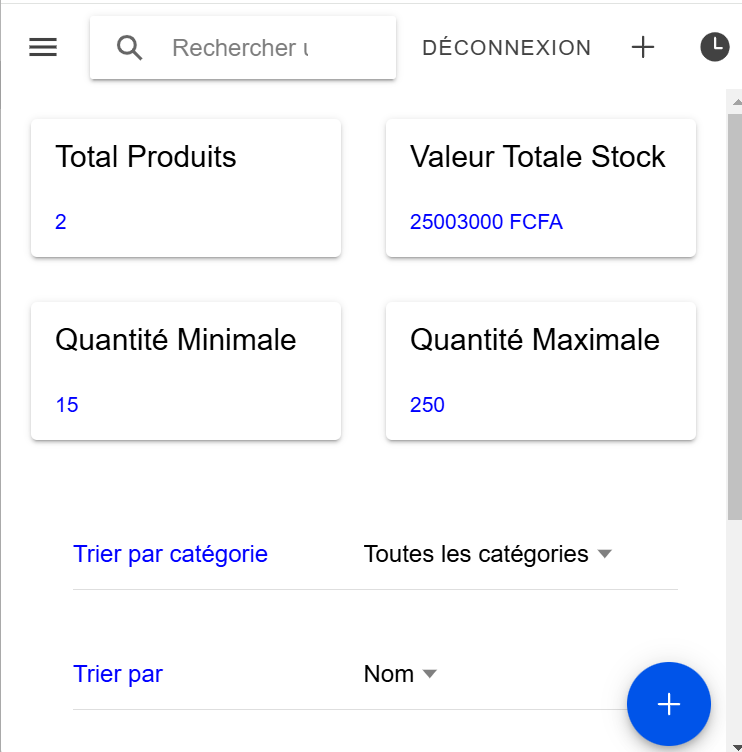 Rechercher
DÉCONNEXION
Total Produits
2
Valeur Totale Stock
25003000 FCFA
Quantité Minimale
15
Quantité Maximale
250
Trier par catégorie
Toutes les catégories
Trier par
Nom